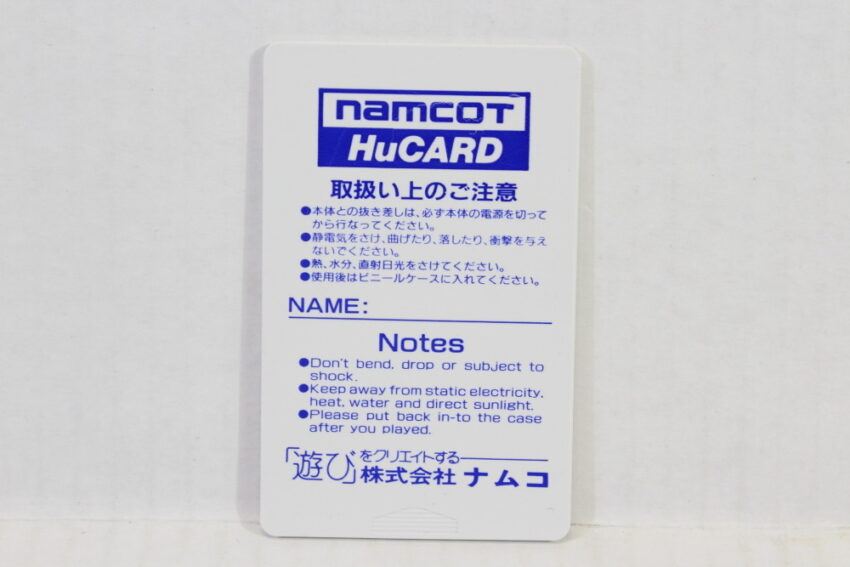 namcot
HuCARD
取扱い上のご注意
●本体との抜き差しは、必ず本体の電源を切って
から行なってください。
●静電気をさけ、曲げたり、落したり、衝撃を与え
ないでください。
●熱、水分、直射日光をさけてください。
●使用後はビニールケースに入れてください。
NAME:
Notes
●Don't bend, drop or subject to
shock.
●Keep away from static electricity,
heat, water and direct sunlight.
●Please put back in-to the case
after you played.
「遊び」をクリエイトする
株式会社 ナムコ